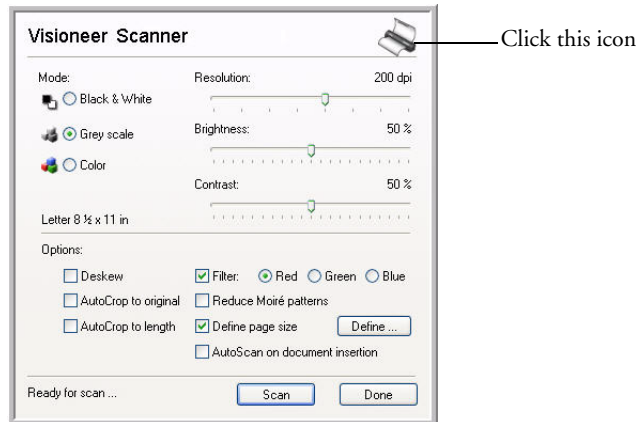 Visioneer Scanner
Click this icon
Mode:
Black & White
Grey scale
Color
Letter 8 ½ x 11 in
Resolution: 200 dpi
Brightness: 50 %
Contrast: 50 %
Options:
Deskew
AutoCrop to original
AutoCrop to length
Filter: Red Green Blue
Reduce Moiré patterns
Define page size Define ...
AutoScan on document insertion
Ready for scan ... Scan Done